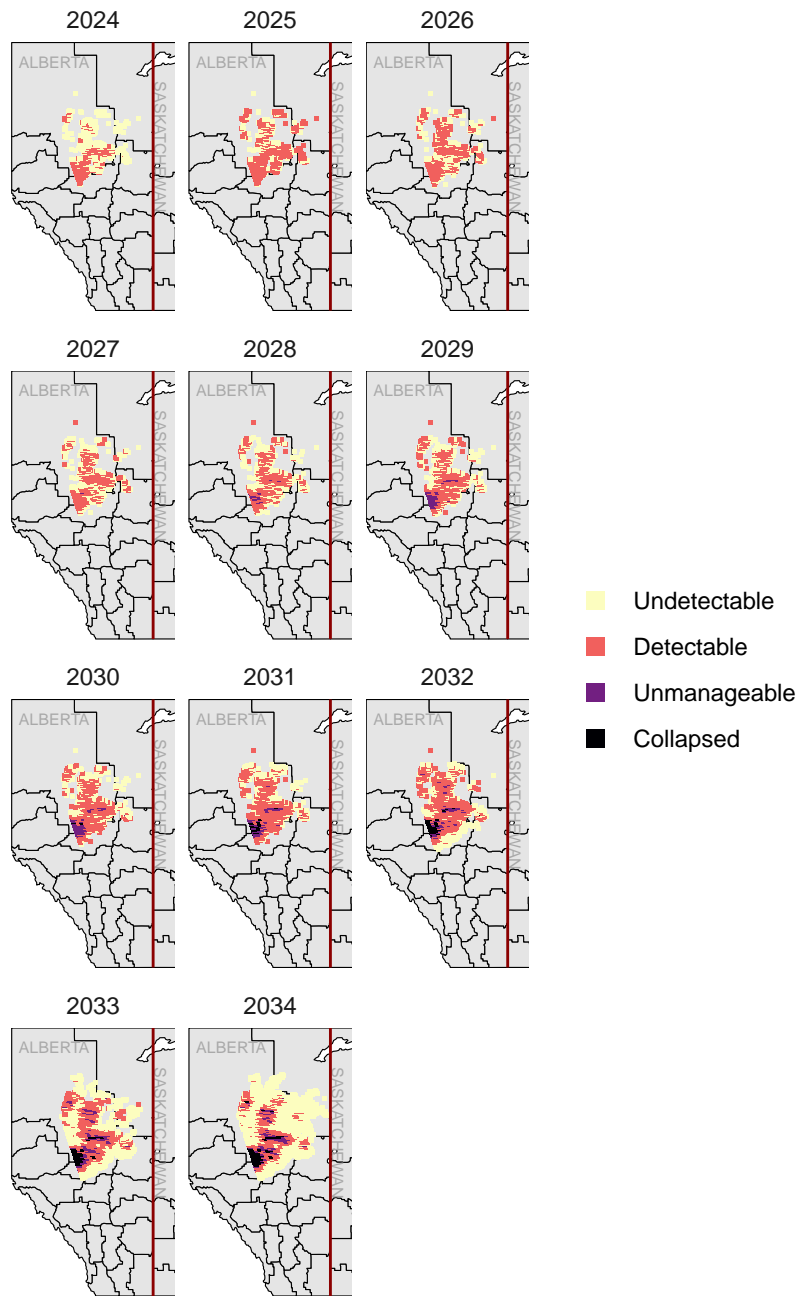 2024
2025
2026
ALBERTA
SASKATCHEWAN
ALBERTA
SASKATCHEWAN
ALBERTA
SASKATCHEWAN
2027
2028
2029
ALBERTA
SASKATCHEWAN
ALBERTA
SASKATCHEWAN
ALBERTA
SASKATCHEWAN
Undetectable
Detectable
Unmanageable
Collapsed
2030
2031
2032
ALBERTA
SASKATCHEWAN
ALBERTA
SASKATCHEWAN
ALBERTA
SASKATCHEWAN
2033
2034
ALBERTA
SASKATCHEWAN
ALBERTA
SASKATCHEWAN